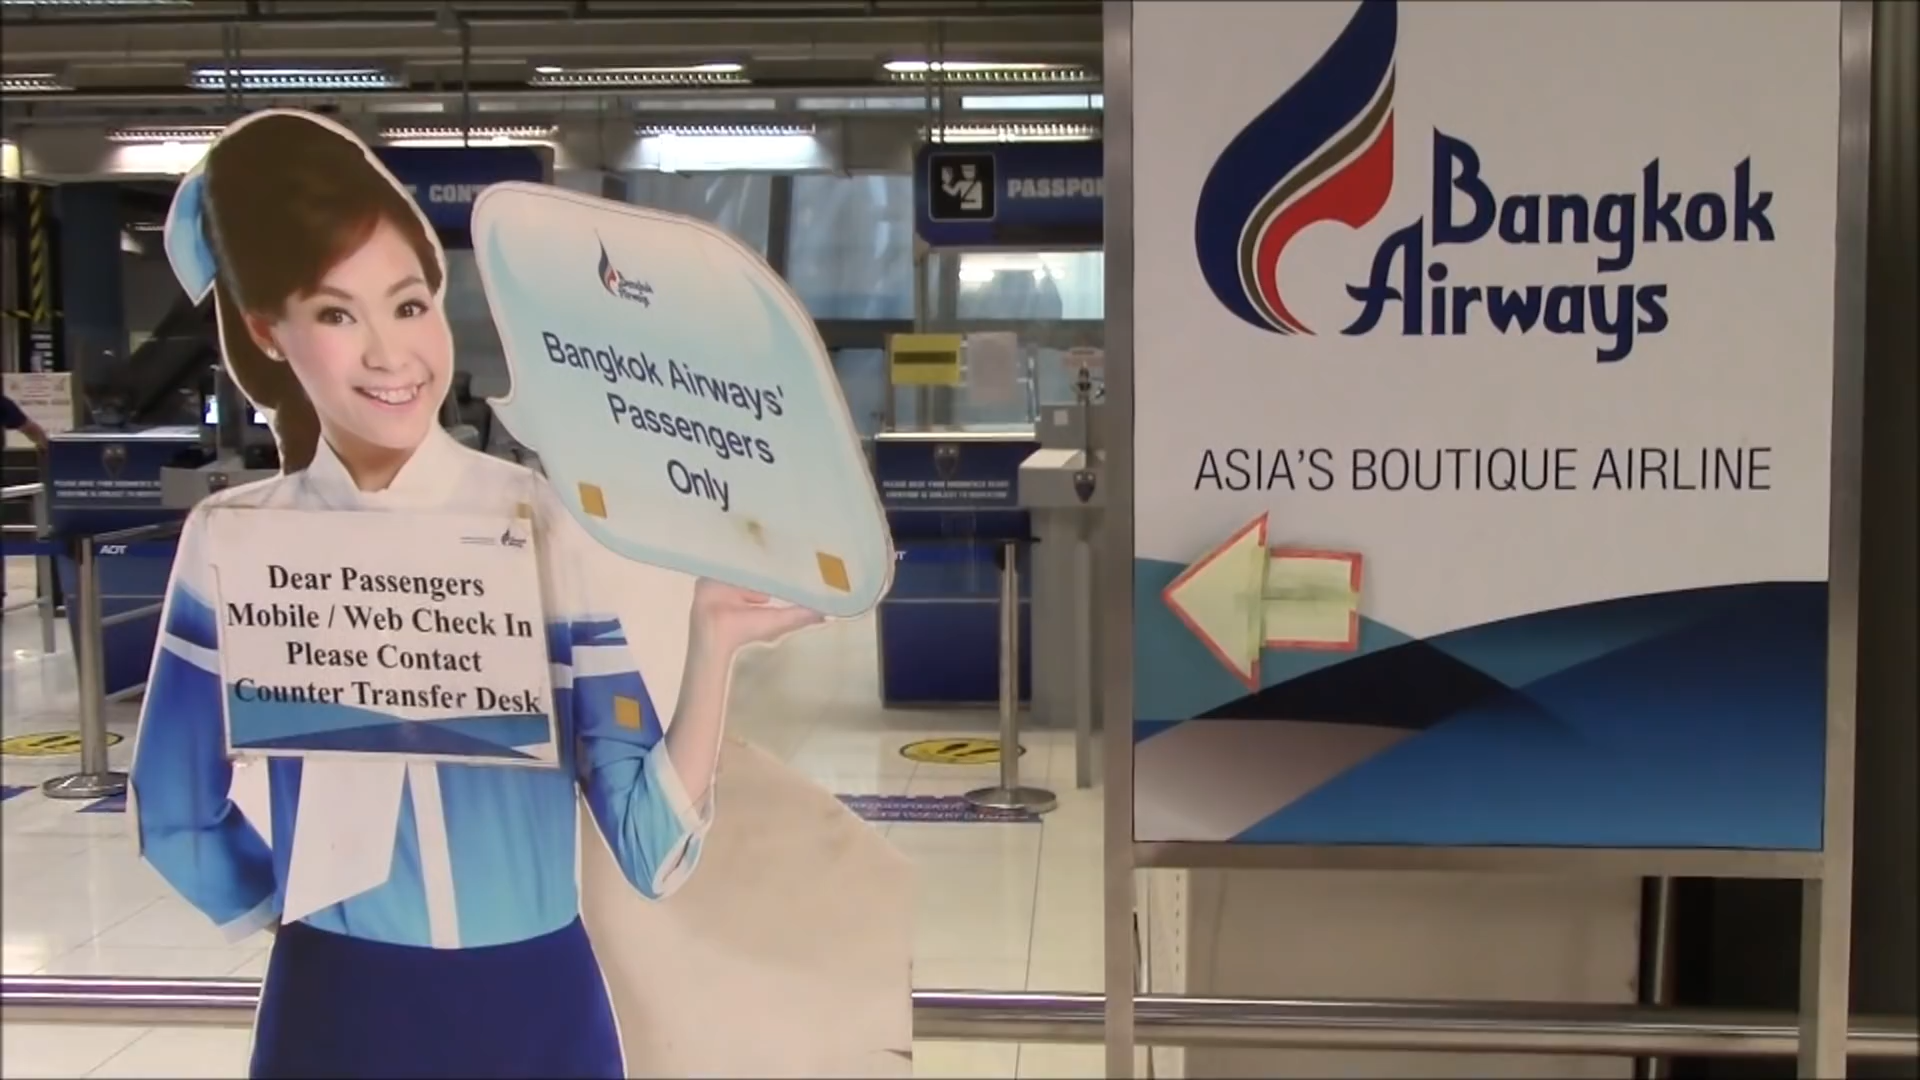 CONT
PASSPO
Bangkok
Airways
Bangkok Airways'
Passengers
Only
Dear Passengers
Mobile / Web Check In
Please Contact
Counter Transfer Desk
AOT
Bangkok
Airways
ASIA'S BOUTIQUE AIRLINE